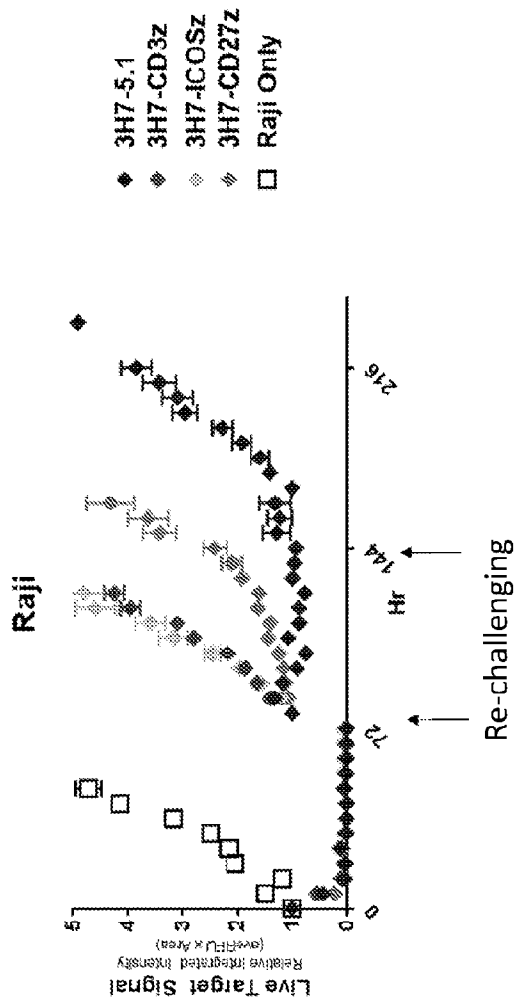 Raji
Live Target Signal
Relative integrated Intensity
(aveRFU x Area)
5
4
3
2
1
0
0
72
144
216
Hr
Re-challenging
3H7-5.1
3H7-CD3z
3H7-ICOSz
3H7-CD27z
Raji Only